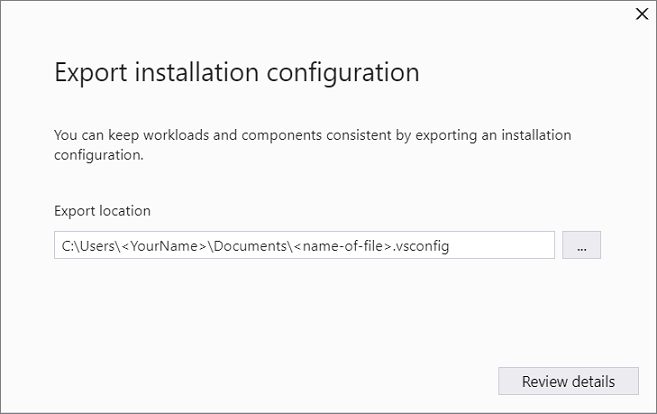 Export installation configuration
You can keep workloads and components consistent by exporting an installation
configuration.
Export location
C:\Users\<YourName>\Documents\<name-of-file>.vsconfig
...
Review details